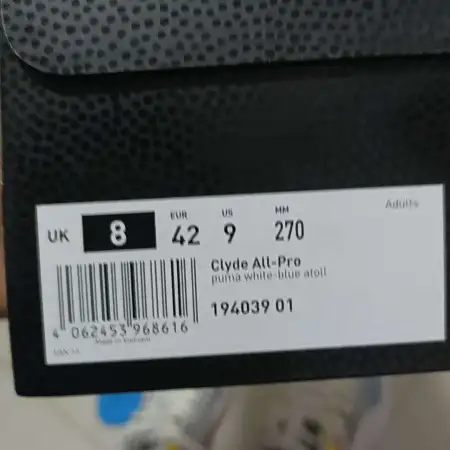 Adults
UK 8 EUR 42 US 9 MM 270
Clyde All-Pro
puma white-blue atoll
194039 01
4 062453 968616
Made in Vietnam